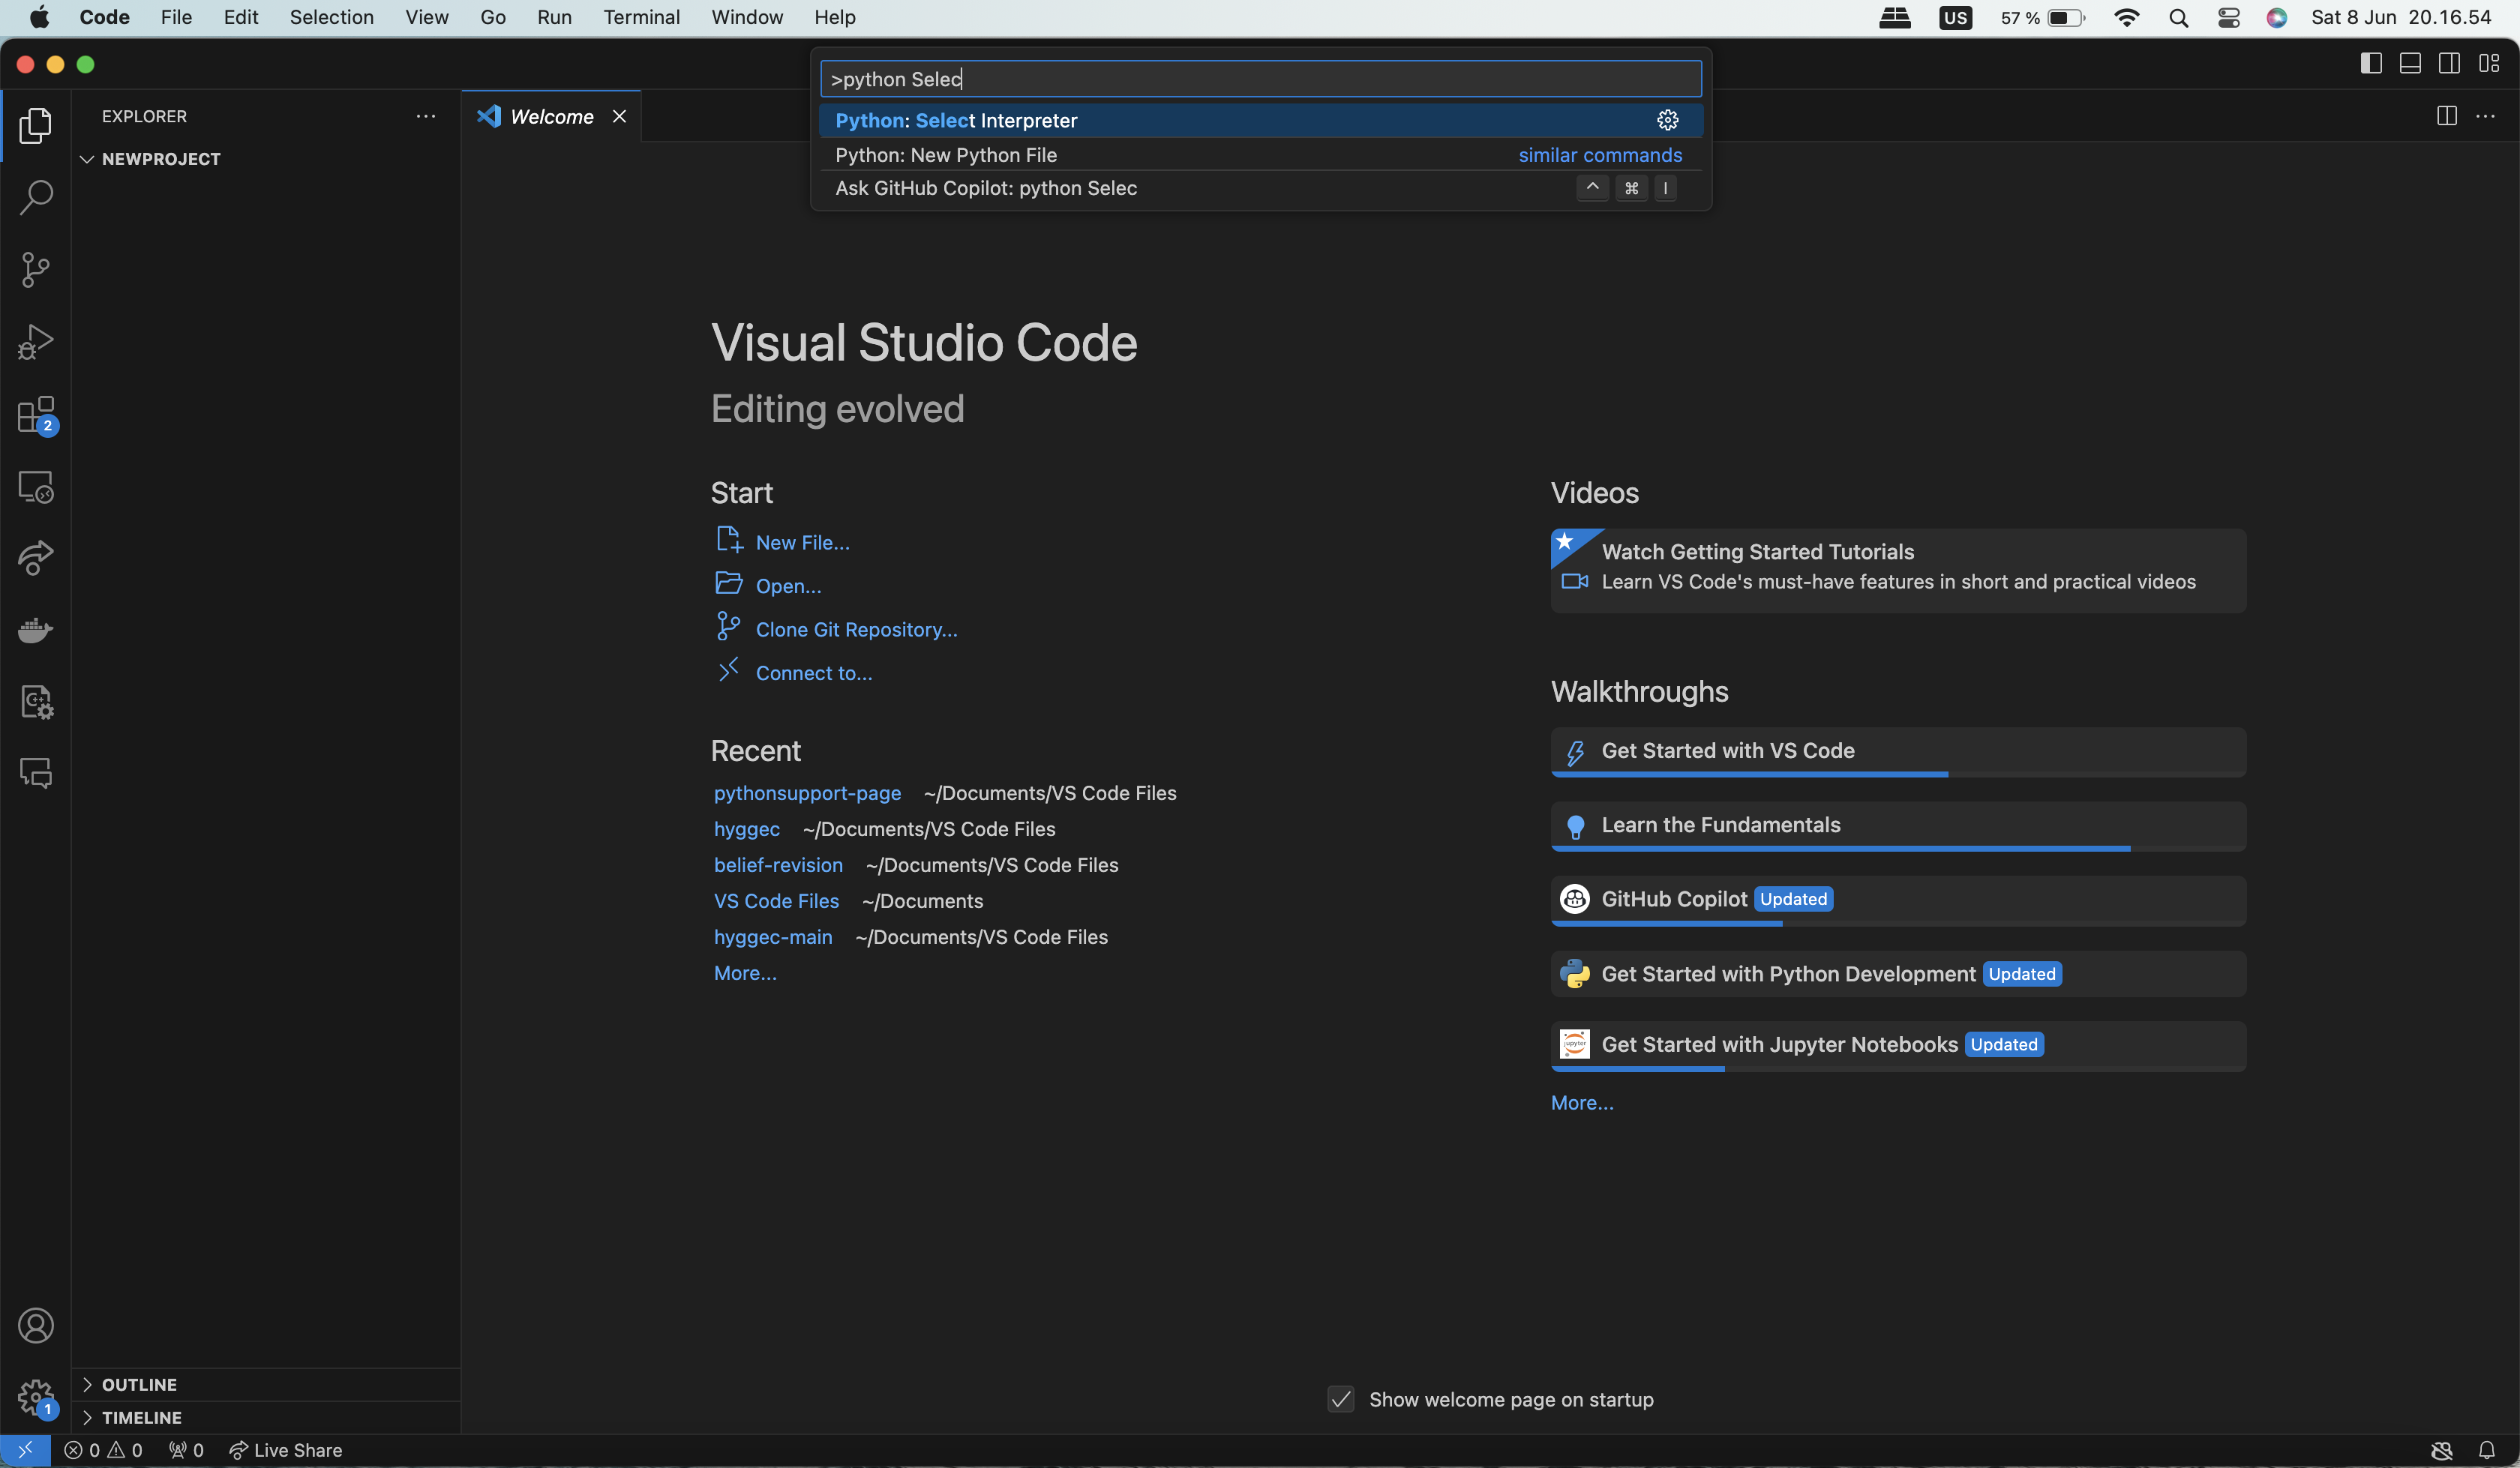 Code File Edit Selection View Go Run Terminal Window Help US 57 % Sat 8 Jun 20.16.54
>python Selec
Python: Select Interpreter
Python: New Python File similar commands
Ask GitHub Copilot: python Selec ^ ⌘ I
EXPLORER
NEWPROJECT
Welcome
Visual Studio Code
Editing evolved
Start
New File...
Open...
Clone Git Repository...
Connect to...
Recent
pythonsupport-page ~/Documents/VS Code Files
hyggec ~/Documents/VS Code Files
belief-revision ~/Documents/VS Code Files
VS Code Files ~/Documents
hyggec-main ~/Documents/VS Code Files
More...
Videos
Watch Getting Started Tutorials
Learn VS Code's must-have features in short and practical videos
Walkthroughs
Get Started with VS Code
Learn the Fundamentals
GitHub Copilot Updated
Get Started with Python Development Updated
jupyter
Get Started with Jupyter Notebooks Updated
More...
Show welcome page on startup
2
C++
1
OUTLINE
TIMELINE
0 0 0 Live Share